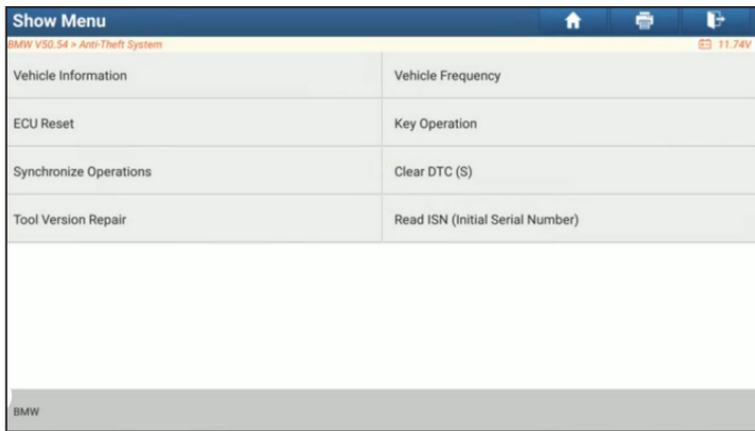 Show Menu
BMW V50.54 > Anti-Theft System 11.74V
Vehicle Information Vehicle Frequency
ECU Reset Key Operation
Synchronize Operations Clear DTC (S)
Tool Version Repair Read ISN (Initial Serial Number)
BMW